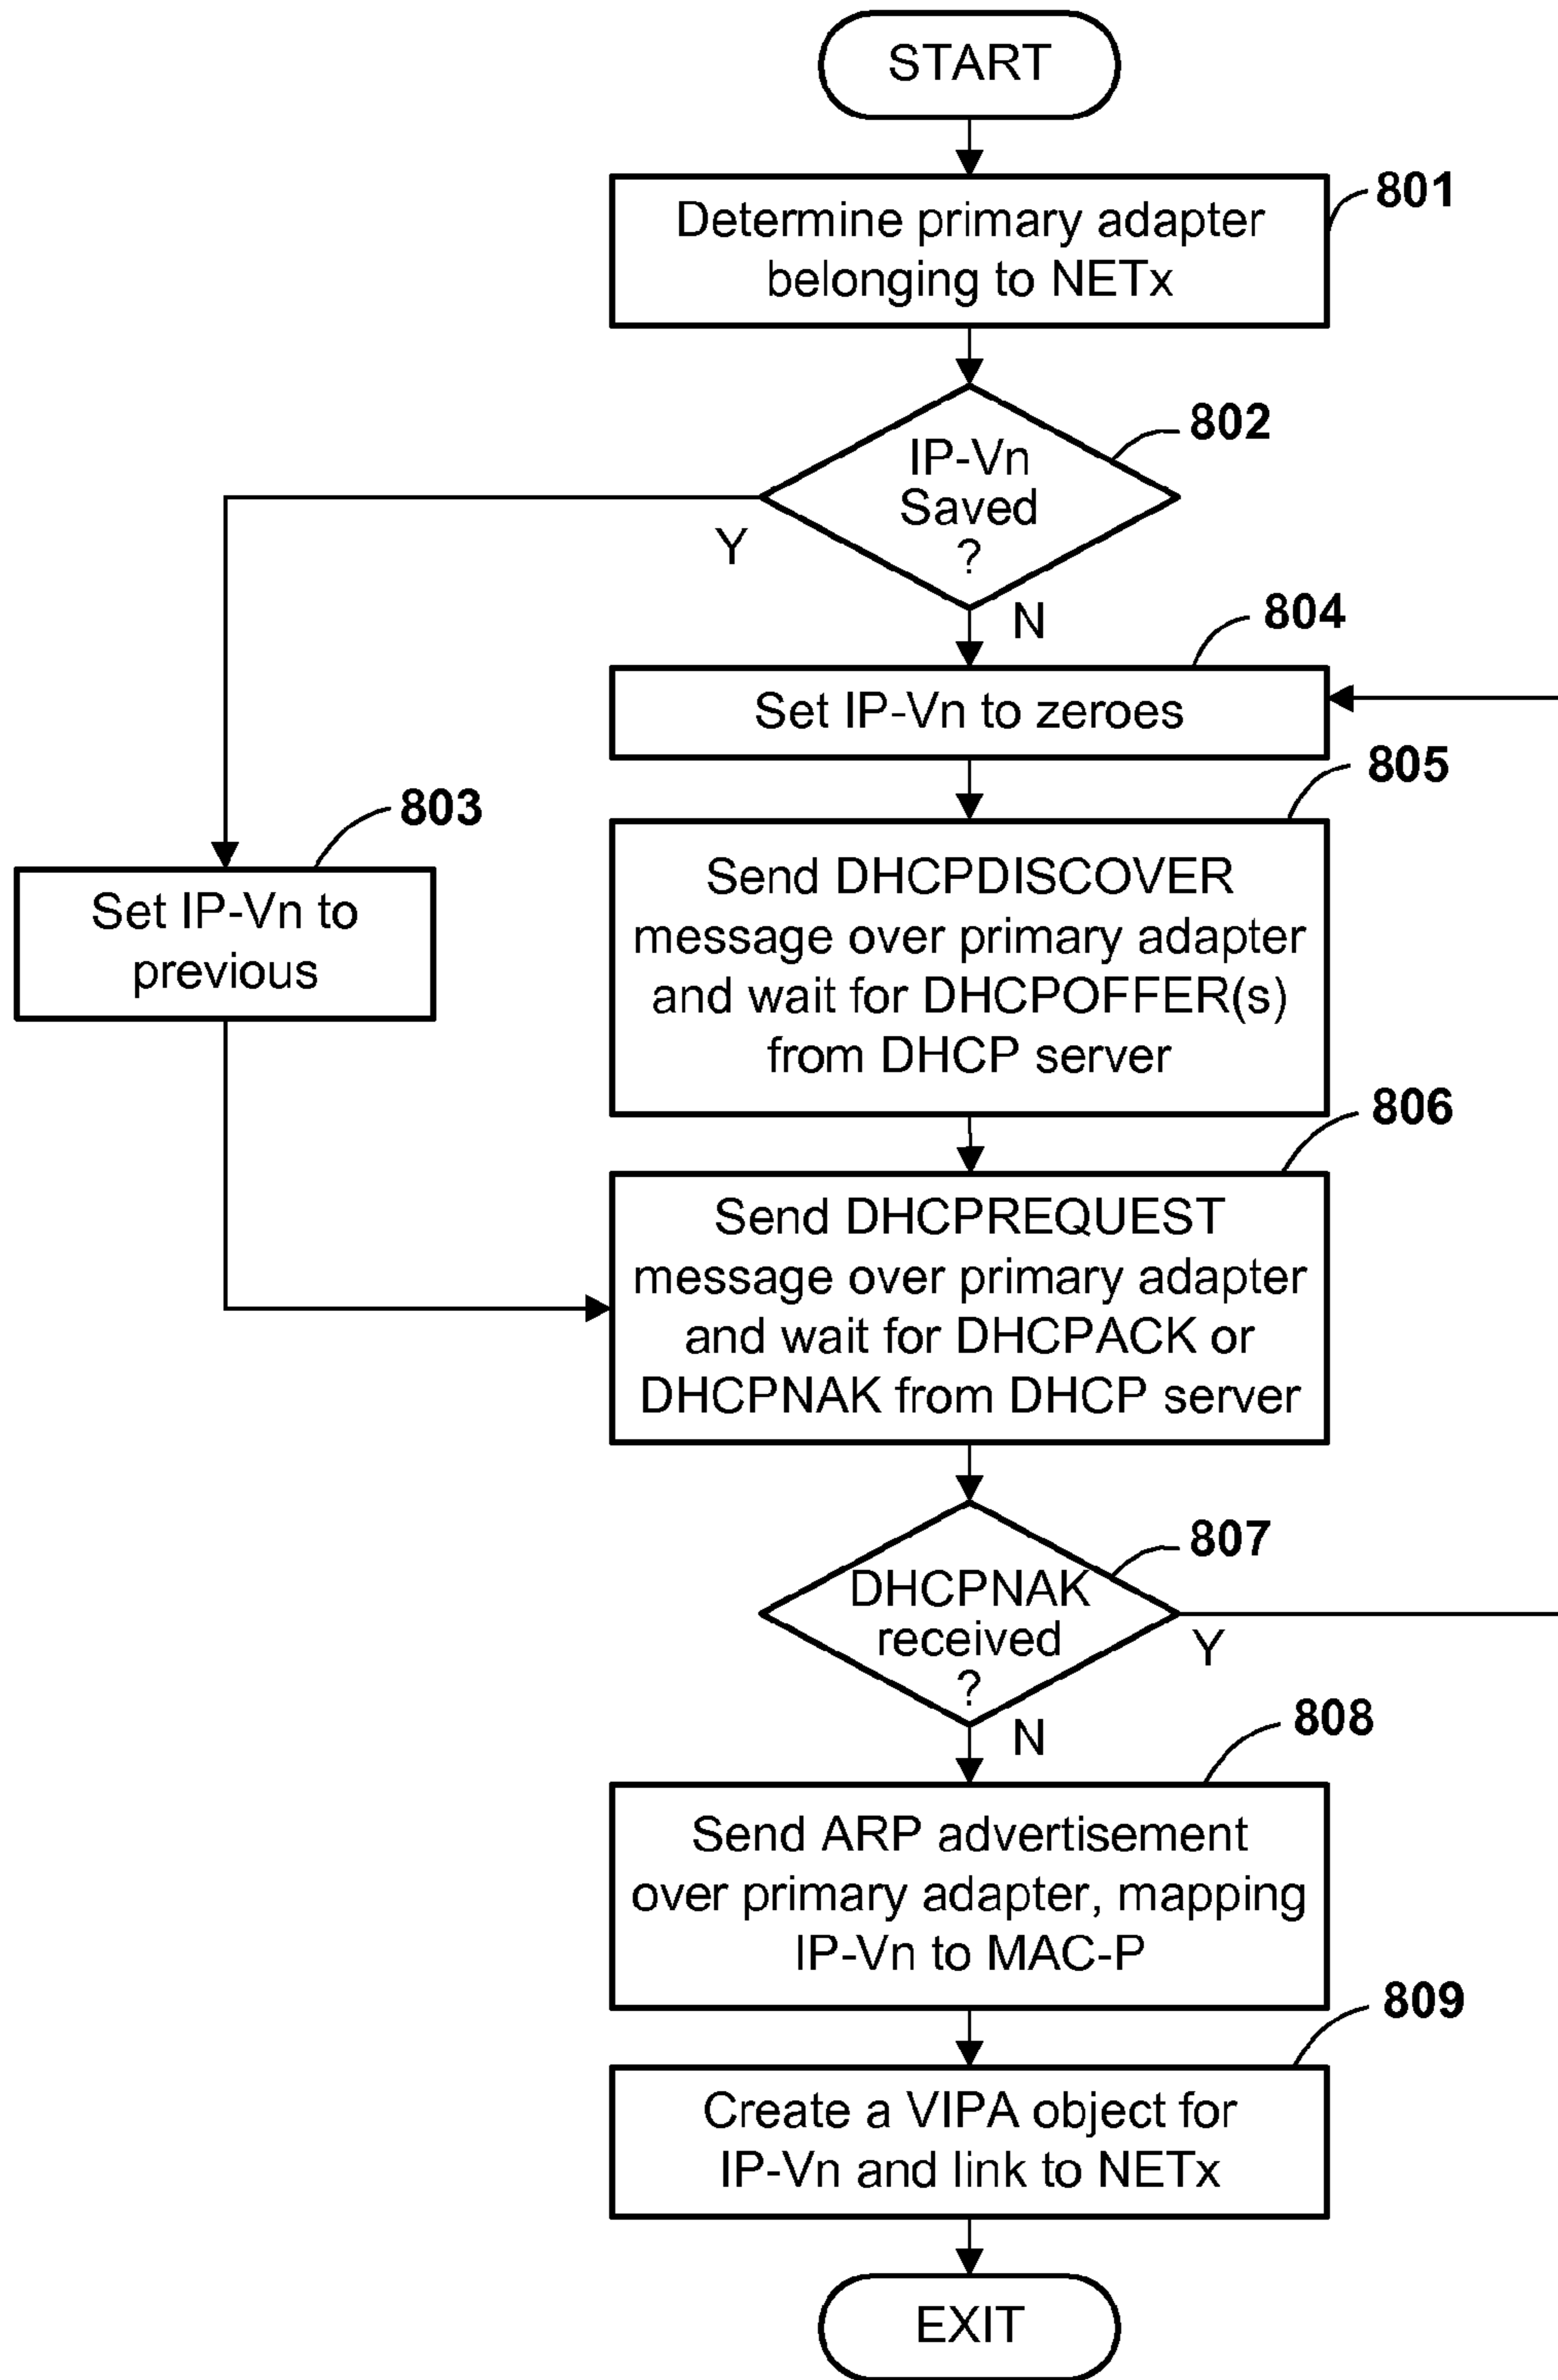 START
801
Determine primary adapter
belonging to NETx
802
IP-Vn
Saved
?
Y
N
804
Set IP-Vn to zeroes
805
803
Set IP-Vn to
previous
Send DHCPDISCOVER
message over primary adapter
and wait for DHCPOFFER(s)
from DHCP server
806
Send DHCPREQUEST
message over primary adapter
and wait for DHCPACK or
DHCPNAK from DHCP server
807
DHCPNAK
received
?
Y
N
808
Send ARP advertisement
over primary adapter, mapping
IP-Vn to MAC-P
809
Create a VIPA object for
IP-Vn and link to NETx
EXIT